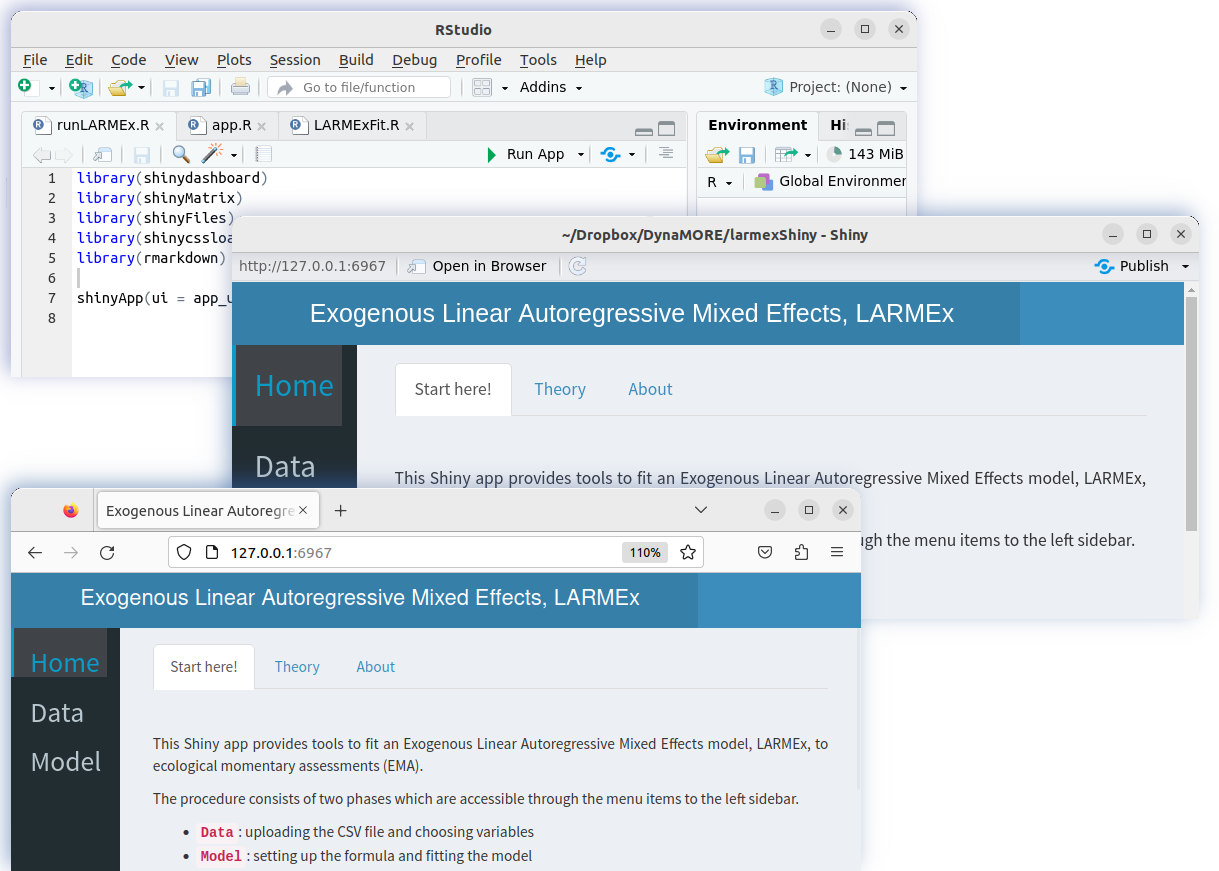 RStudio
File Edit Code View Plots Session Build Debug Profile Tools Help
Go to file/function Addins Project: (None)
runLARMEx.R app.R LARMExFit.R
Run App
1 library(shinydashboard)
2 library(shinyMatrix)
3 library(shinyFiles)
4 library(shinycssloa
5 library(rmarkdown)
6
7 shinyApp(ui = app_u
8
Environment Hi
143 MiB
R Global Environmer
~/Dropbox/DynaMORE/larmexShiny - Shiny
http://127.0.0.1:6967 Open in Browser Publish
Exogenous Linear Autoregressive Mixed Effects, LARMEx
Home
Data
Start here! Theory About
This Shiny app provides tools to fit an Exogenous Linear Autoregressive Mixed Effects model, LARMEx,
ugh the menu items to the left sidebar.
Exogenous Linear Autoregre
127.0.0.1:6967 110%
Exogenous Linear Autoregressive Mixed Effects, LARMEx
Home
Data
Model
Start here! Theory About
This Shiny app provides tools to fit an Exogenous Linear Autoregressive Mixed Effects model, LARMEx, to
ecological momentary assessments (EMA).
The procedure consists of two phases which are accessible through the menu items to the left sidebar.
• Data : uploading the CSV file and choosing variables
• Model : setting up the formula and fitting the model